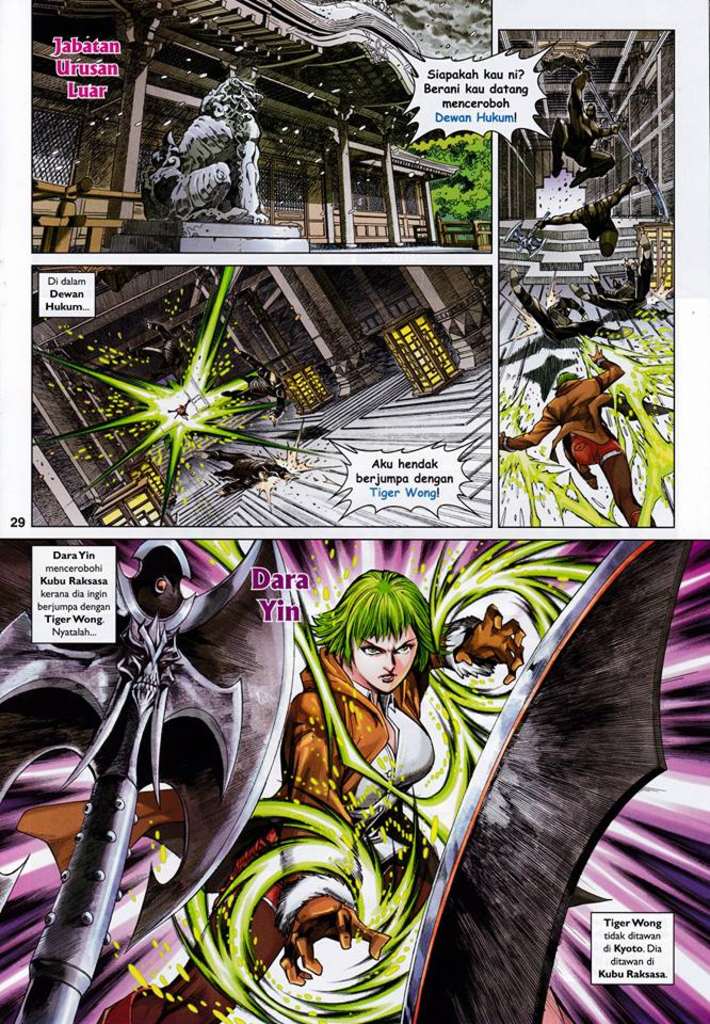 Jabatan
Urusan
Luar
Siapakah kau ni?
Berani kau datang
menceroboh
Dewan Hukum!
Di dalam
Dewan
Hukum...
Aku hendak
berjumpa dengan
Tiger Wong!
29
Dara Yin
mencerobohi
Kubu Raksasa
kerana dia ingin
berjumpa dengan
Tiger Wong.
Nyatalah...
Dara
Yin
Tiger Wong
tidak ditawan
di Kyoto. Dia
ditawan di
Kubu Raksasa.